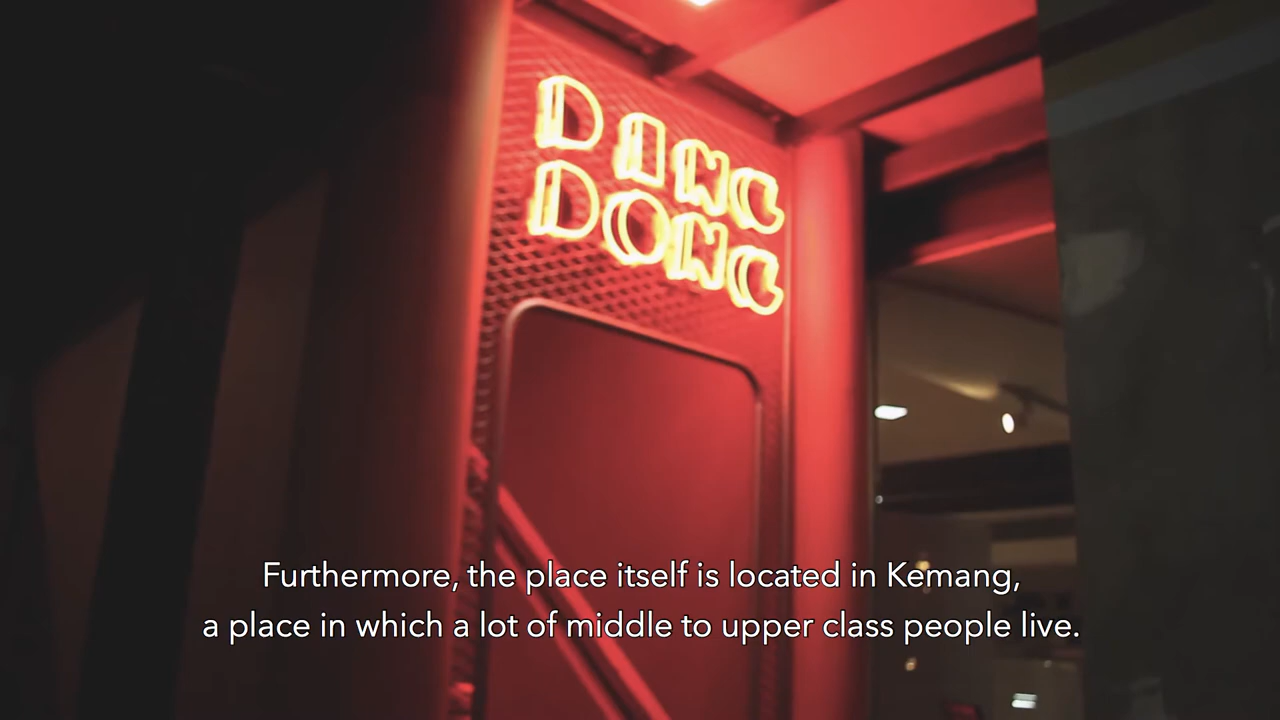 DING
DONG
Furthermore, the place itself is located in Kemang,
a place in which a lot of middle to upper class people live.